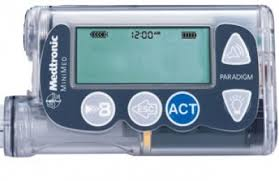 Medtronic
MINIMED
12:00AM
PARADIGM
B
ESC
ACT